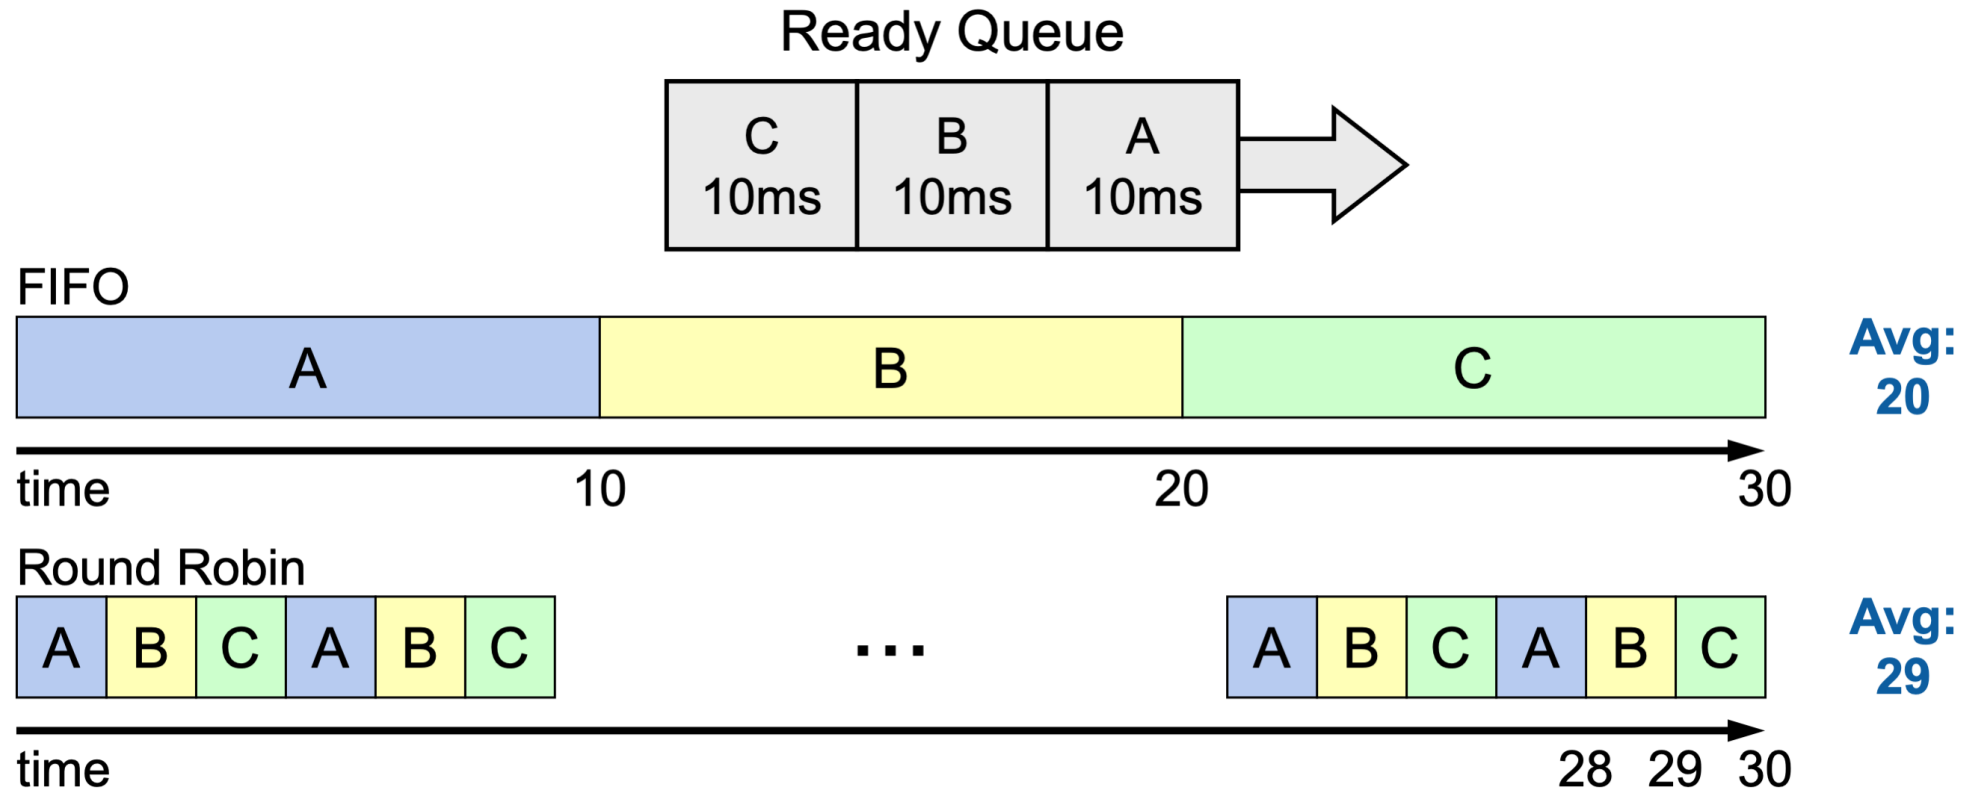 Ready Queue
C B A
10ms 10ms 10ms
FIFO
A B C
Avg:
20
time 10 20 30
Round Robin
A B C A B C ... A B C A B C
Avg:
29
time 28 29 30